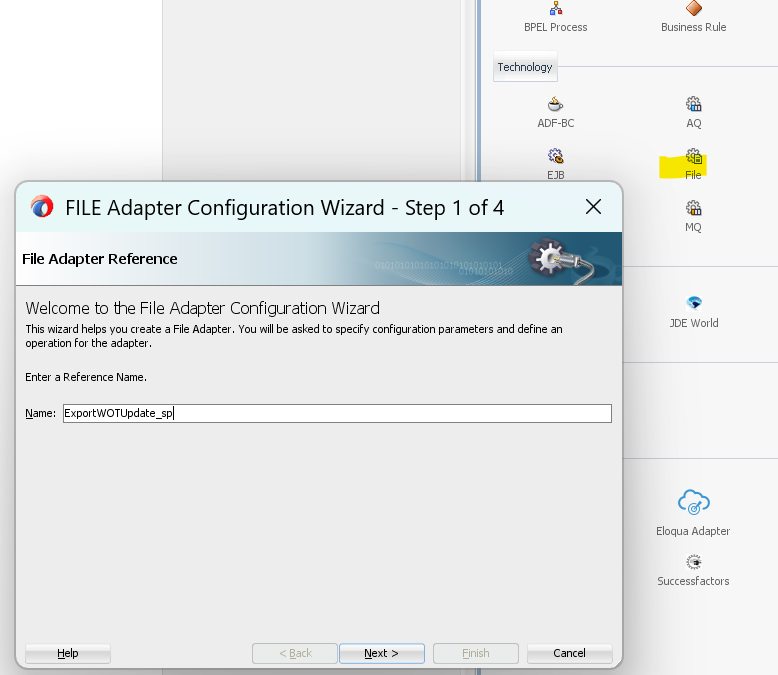 BPEL Process
Business Rule
Technology
ADF-BC
AQ
EJB
File
MQ
FILE Adapter Configuration Wizard - Step 1 of 4
File Adapter Reference
010101010101010101010101
01010101010
Welcome to the File Adapter Configuration Wizard
This wizard helps you create a File Adapter. You will be asked to specify configuration parameters and define an
operation for the adapter.
Enter a Reference Name.
Name: ExportWOTUpdate_sp
JDE World
Eloqua Adapter
Successfactors
Help
< Back
Next >
Finish
Cancel